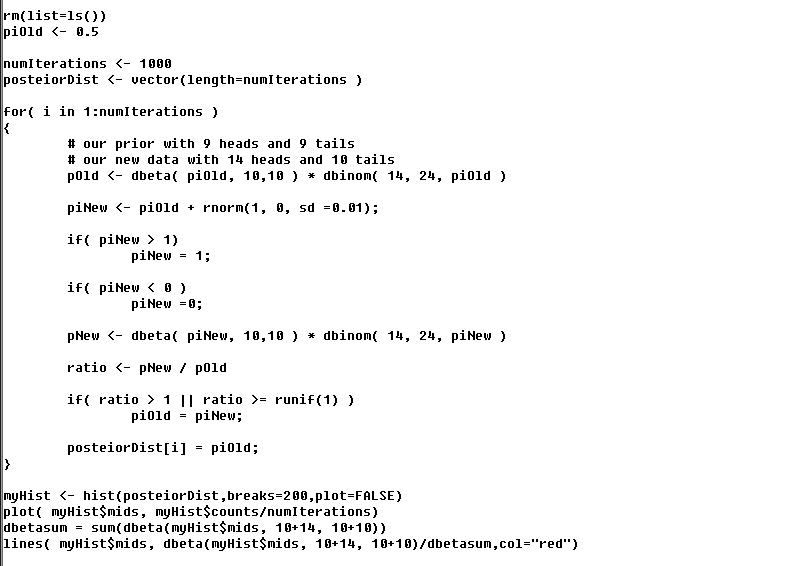 rm(list=ls())
piOld <- 0.5
numIterations <- 1000
posteiorDist <- vector(length=numIterations )
for( i in 1:numIterations )
{
# our prior with 9 heads and 9 tails
# our new data with 14 heads and 10 tails
pOld <- dbeta( piOld, 10,10 ) * dbinom( 14, 24, piOld )
piNew <- piOld + rnorm(1, 0, sd =0.01);
if( piNew > 1)
piNew = 1;
if( piNew < 0 )
piNew =0;
pNew <- dbeta( piNew, 10,10 ) * dbinom( 14, 24, piNew )
ratio <- pNew / pOld
if( ratio > 1 || ratio >= runif(1) )
piOld = piNew;
posteiorDist[i] = piOld;
}
myHist <- hist(posteiorDist,breaks=200,plot=FALSE)
plot( myHist$mids, myHist$counts/numIterations)
dbetasum = sum(dbeta(myHist$mids, 10+14, 10+10))
lines( myHist$mids, dbeta(myHist$mids, 10+14, 10+10)/dbetasum,col="red")